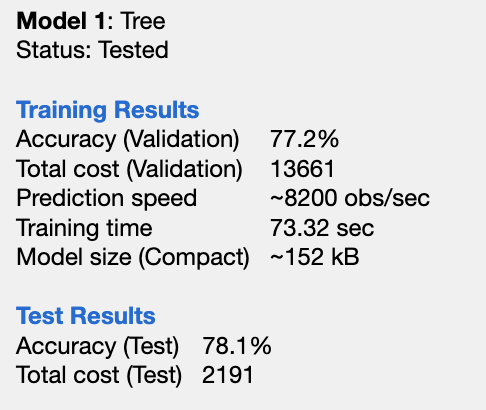 Model 1: Tree
Status: Tested
Training Results
Accuracy (Validation) 77.2%
Total cost (Validation) 13661
Prediction speed ~8200 obs/sec
Training time 73.32 sec
Model size (Compact) ~152 kB
Test Results
Accuracy (Test) 78.1%
Total cost (Test) 2191